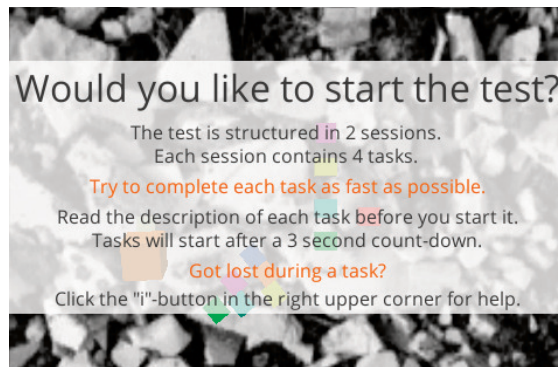 Would you like to start the test?
The test is structured in 2 sessions.
Each session contains 4 tasks.
Try to complete each task as fast as possible.
Read the description of each task before you start it.
Tasks will start after a 3 second count-down.
Got lost during a task?
Click the "i"-button in the right upper corner for help.